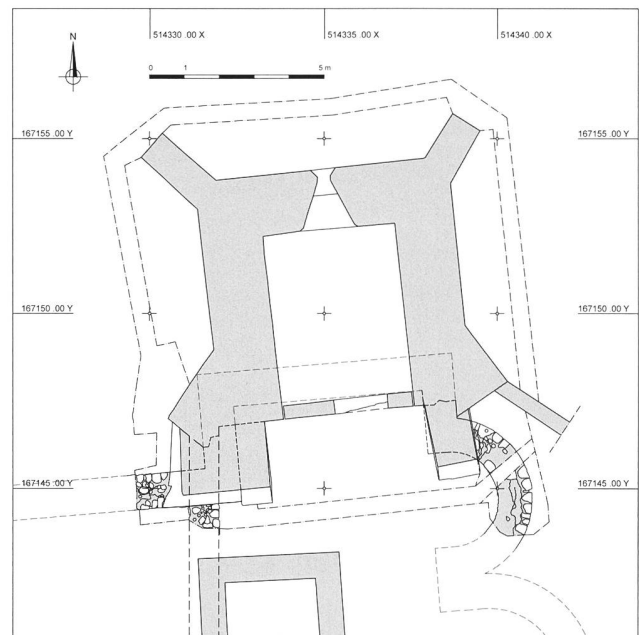 514330 .00 X
514335 .00 X
514340 .00 X
N
0 1 5 m
167155 .00 Y
167155 .00 Y
167150 .00 Y
167150 .00 Y
167145 .00 Y
167145 .00 Y